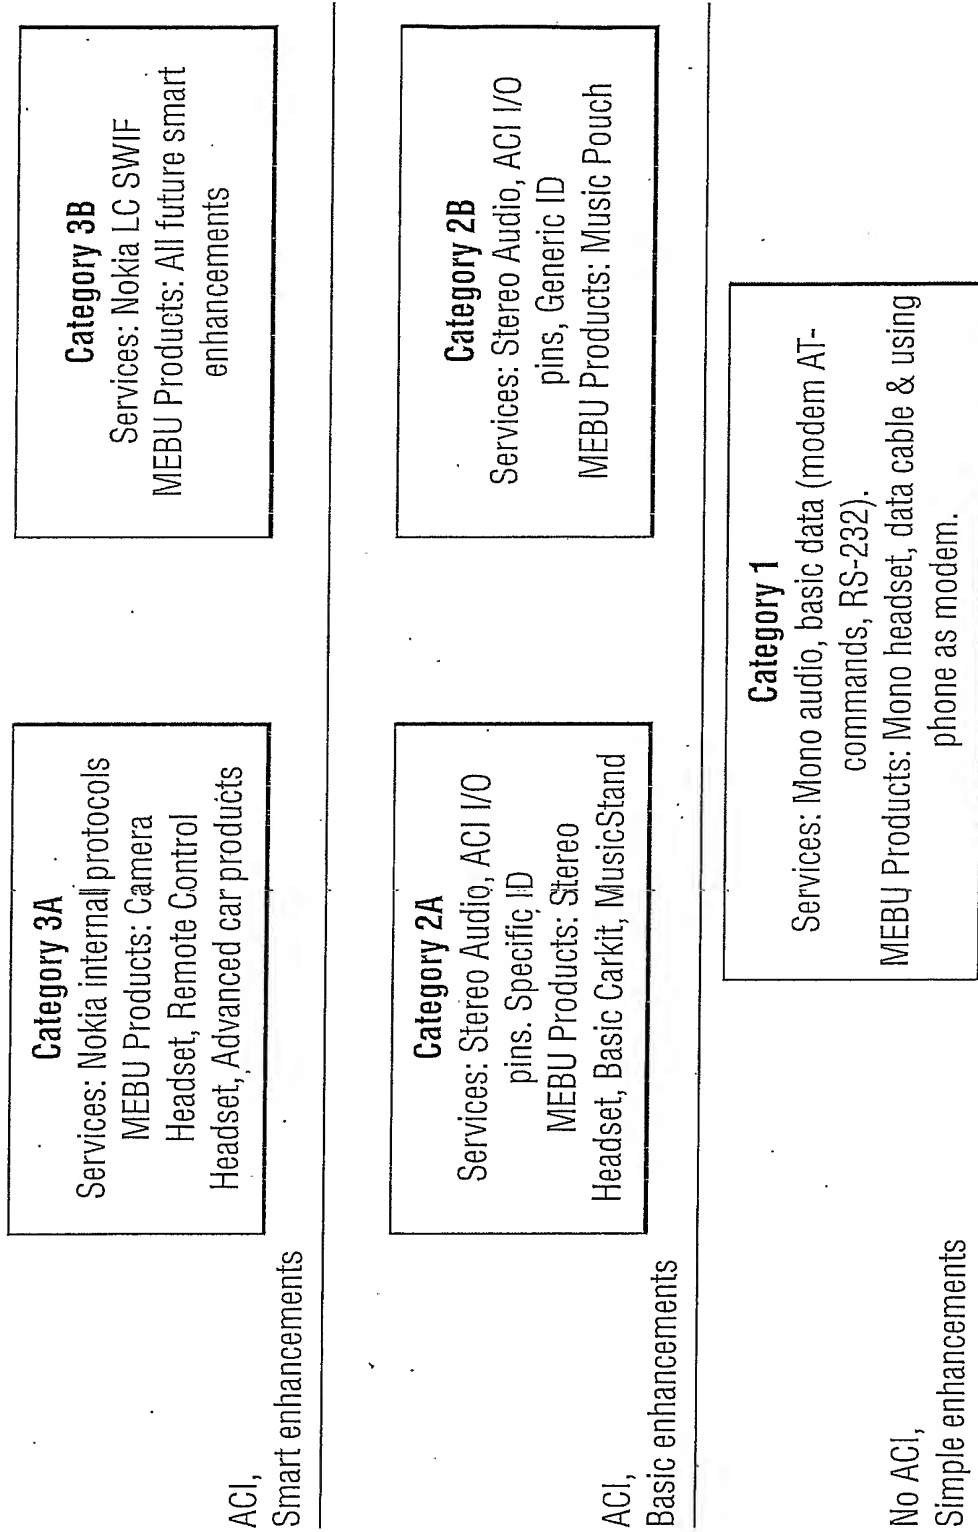 ACI,
Smart enhancements
Category 3A
Services: Nokia internal protocols
MEBU Products: Camera
Headset, Remote Control
Headset, Advanced car products
Category 3B
Services: Nokia LC SWIF
MEBU Products: All future smart
enhancements
ACI,
Basic enhancements
Category 2A
Services: Stereo Audio, ACI I/O
pins. Specific ID
MEBU Products: Stereo
Headset, Basic Carkit, MusicStand
Category 2B
Services: Stereo Audio, ACI I/O
pins, Generic ID
MEBU Products: Music Pouch
No ACI,
Simple enhancements
Category 1
Services: Mono audio, basic data (modem AT-
commands, RS-232).
MEBU Products: Mono headset, data cable & using
phone as modem.